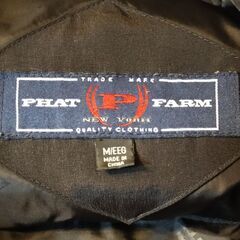 TRADE MARK
PHAT P FARM
NEW YORK
QUALITY CLOTHING
M/EEG
MADE IN
CHINA